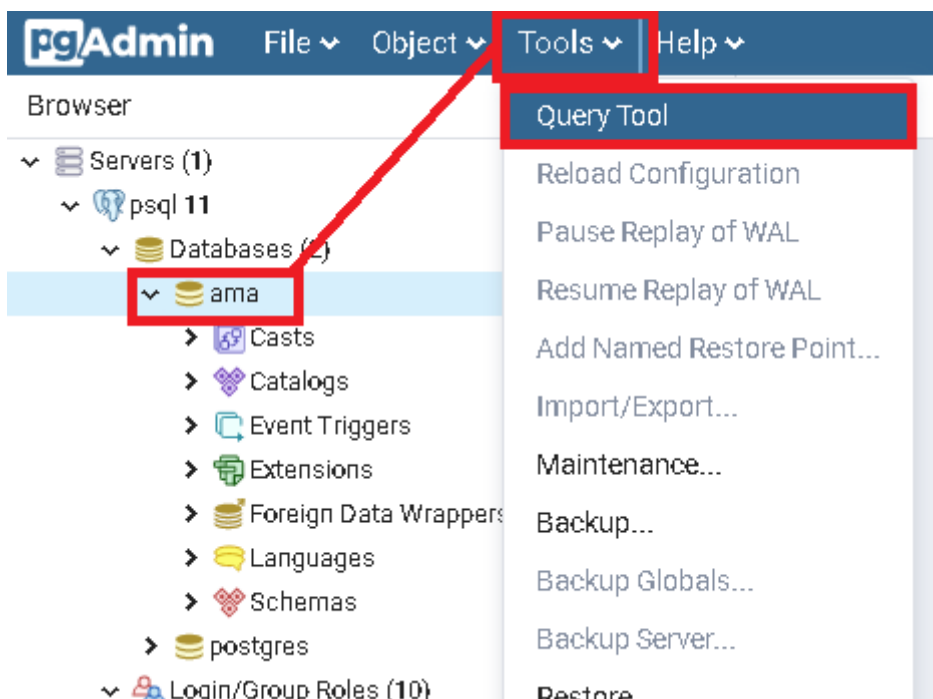 pgAdmin File Object Tools Help
Browser
Servers (1)
psql 11
Databases (2)
ama
Casts
Catalogs
Event Triggers
Extensions
Foreign Data Wrappers
Languages
Schemas
postgres
Login/Group Roles (10)
Query Tool
Reload Configuration
Pause Replay of WAL
Resume Replay of WAL
Add Named Restore Point...
Import/Export...
Maintenance...
Backup...
Backup Globals...
Backup Server...
Restore